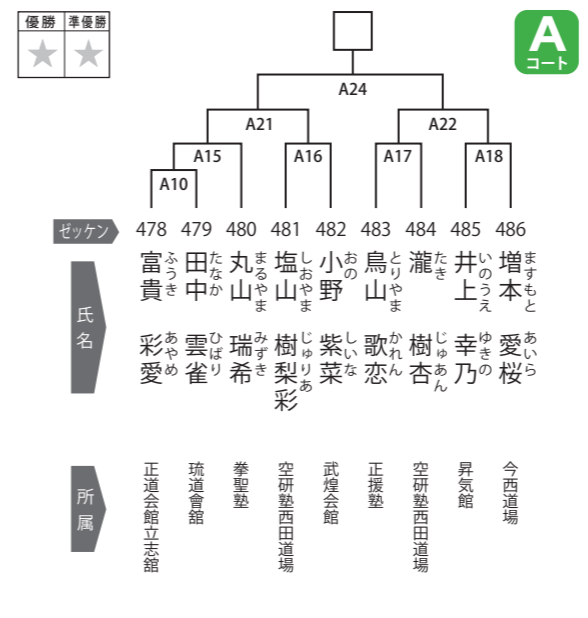 優勝 準優勝
A
コート
A24
A21 A22
A15 A16 A17 A18
A10
ゼッケン 478 479 480 481 482 483 484 485 486
氏名
富貴 彩愛 ふうき あやめ
田中 雲雀 たなか ひばり
丸山 瑞希 まるやま みずき
塩山 樹梨彩 しおやま じゅりあ
小野 紫菜 おの しいな
鳥山 歌恋 とりやま かれん
瀧 樹杏 たき じゅあん
井上 幸乃 いのうえ ゆきの
増本 愛桜 ますもと あいら
所属
正道会館立志舘
琉道會舘
拳聖塾
空研塾西田道場
武煌会館
正援塾
空研塾西田道場
昇気館
今西道場